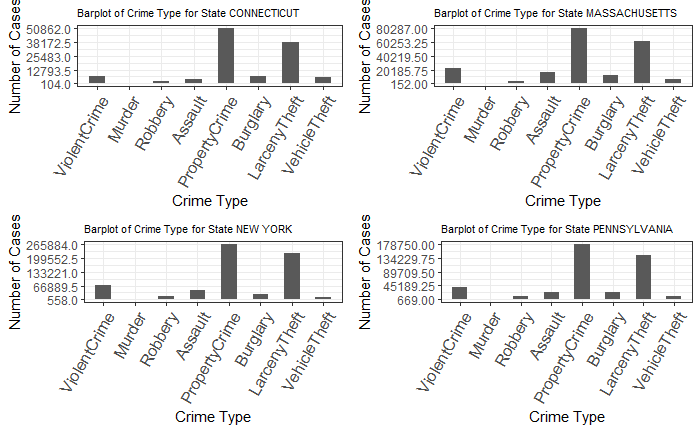 Barplot of Crime Type for State CONNECTICUT
Number of Cases
50862.0
38172.5
25483.0
12793.5
104.0
ViolentCrime
Murder
Robbery
Assault
PropertyCrime
Burglary
LarcenyTheft
VehicleTheft
Crime Type
Barplot of Crime Type for State MASSACHUSETTS
Number of Cases
80287.00
60253.25
40219.50
20185.75
152.00
ViolentCrime
Murder
Robbery
Assault
PropertyCrime
Burglary
LarcenyTheft
VehicleTheft
Crime Type
Barplot of Crime Type for State NEW YORK
Number of Cases
265884.0
199552.5
133221.0
66889.5
558.0
ViolentCrime
Murder
Robbery
Assault
PropertyCrime
Burglary
LarcenyTheft
VehicleTheft
Crime Type
Barplot of Crime Type for State PENNSYLVANIA
Number of Cases
178750.00
134229.75
89709.50
45189.25
669.00
ViolentCrime
Murder
Robbery
Assault
PropertyCrime
Burglary
LarcenyTheft
VehicleTheft
Crime Type